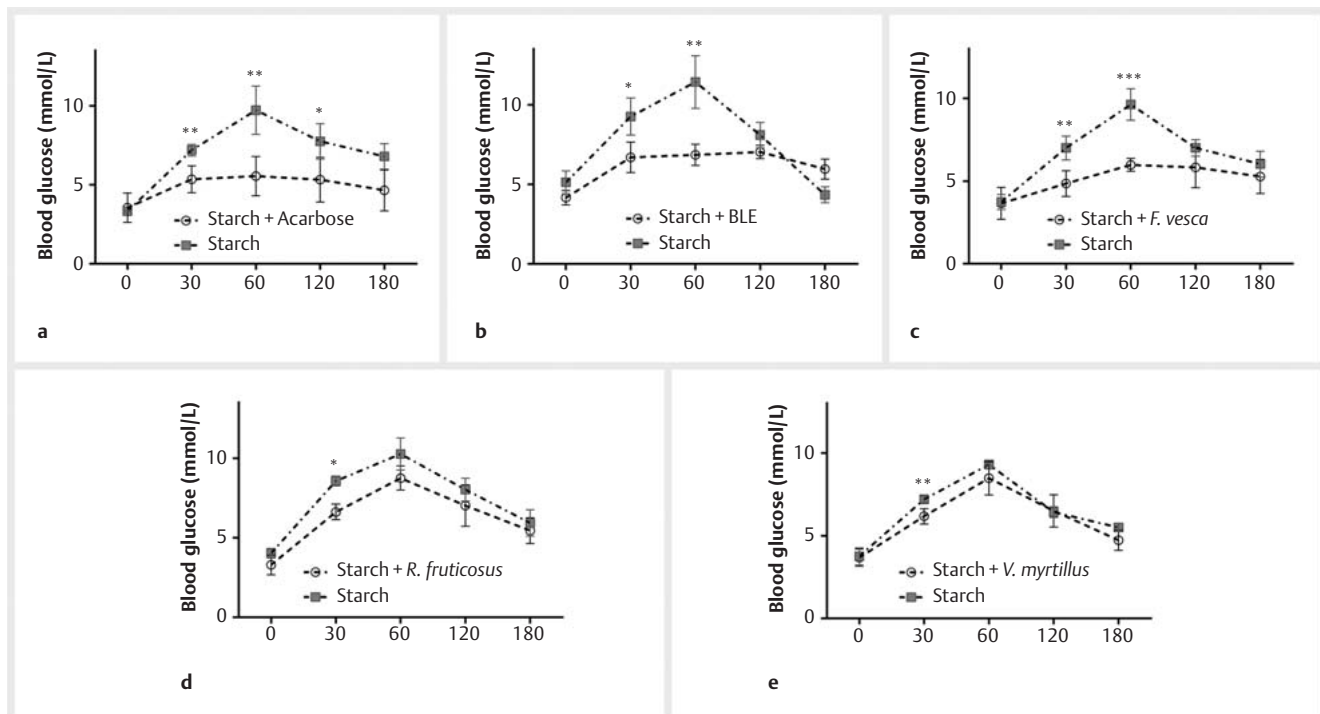 Blood glucose (mmol/L)
10
5
0
**
**
*
Starch + Acarbose
Starch
0 30 60 120 180
a
Blood glucose (mmol/L)
10
5
0
*
**
Starch + BLE
Starch
0 30 60 120 180
b
Blood glucose (mmol/L)
10
5
0
**
***
Starch + F. vesca
Starch
0 30 60 120 180
c
Blood glucose (mmol/L)
10
5
0
*
Starch + R. fruticosus
Starch
0 30 60 120 180
d
Blood glucose (mmol/L)
10
5
0
**
Starch + V. myrtillus
Starch
0 30 60 120 180
e